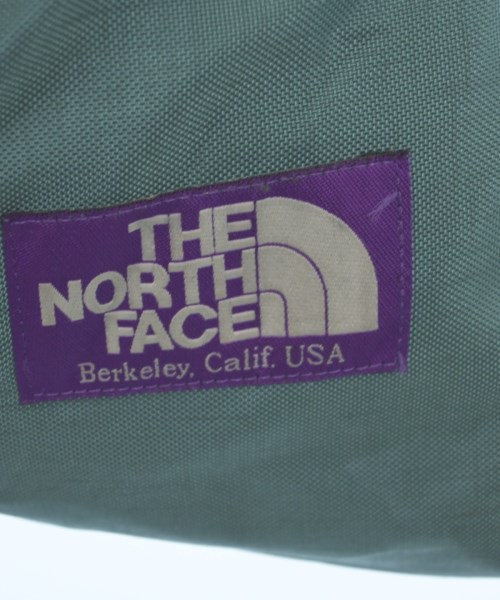 THE
NORTH
FACE
Berkeley, Calif. USA